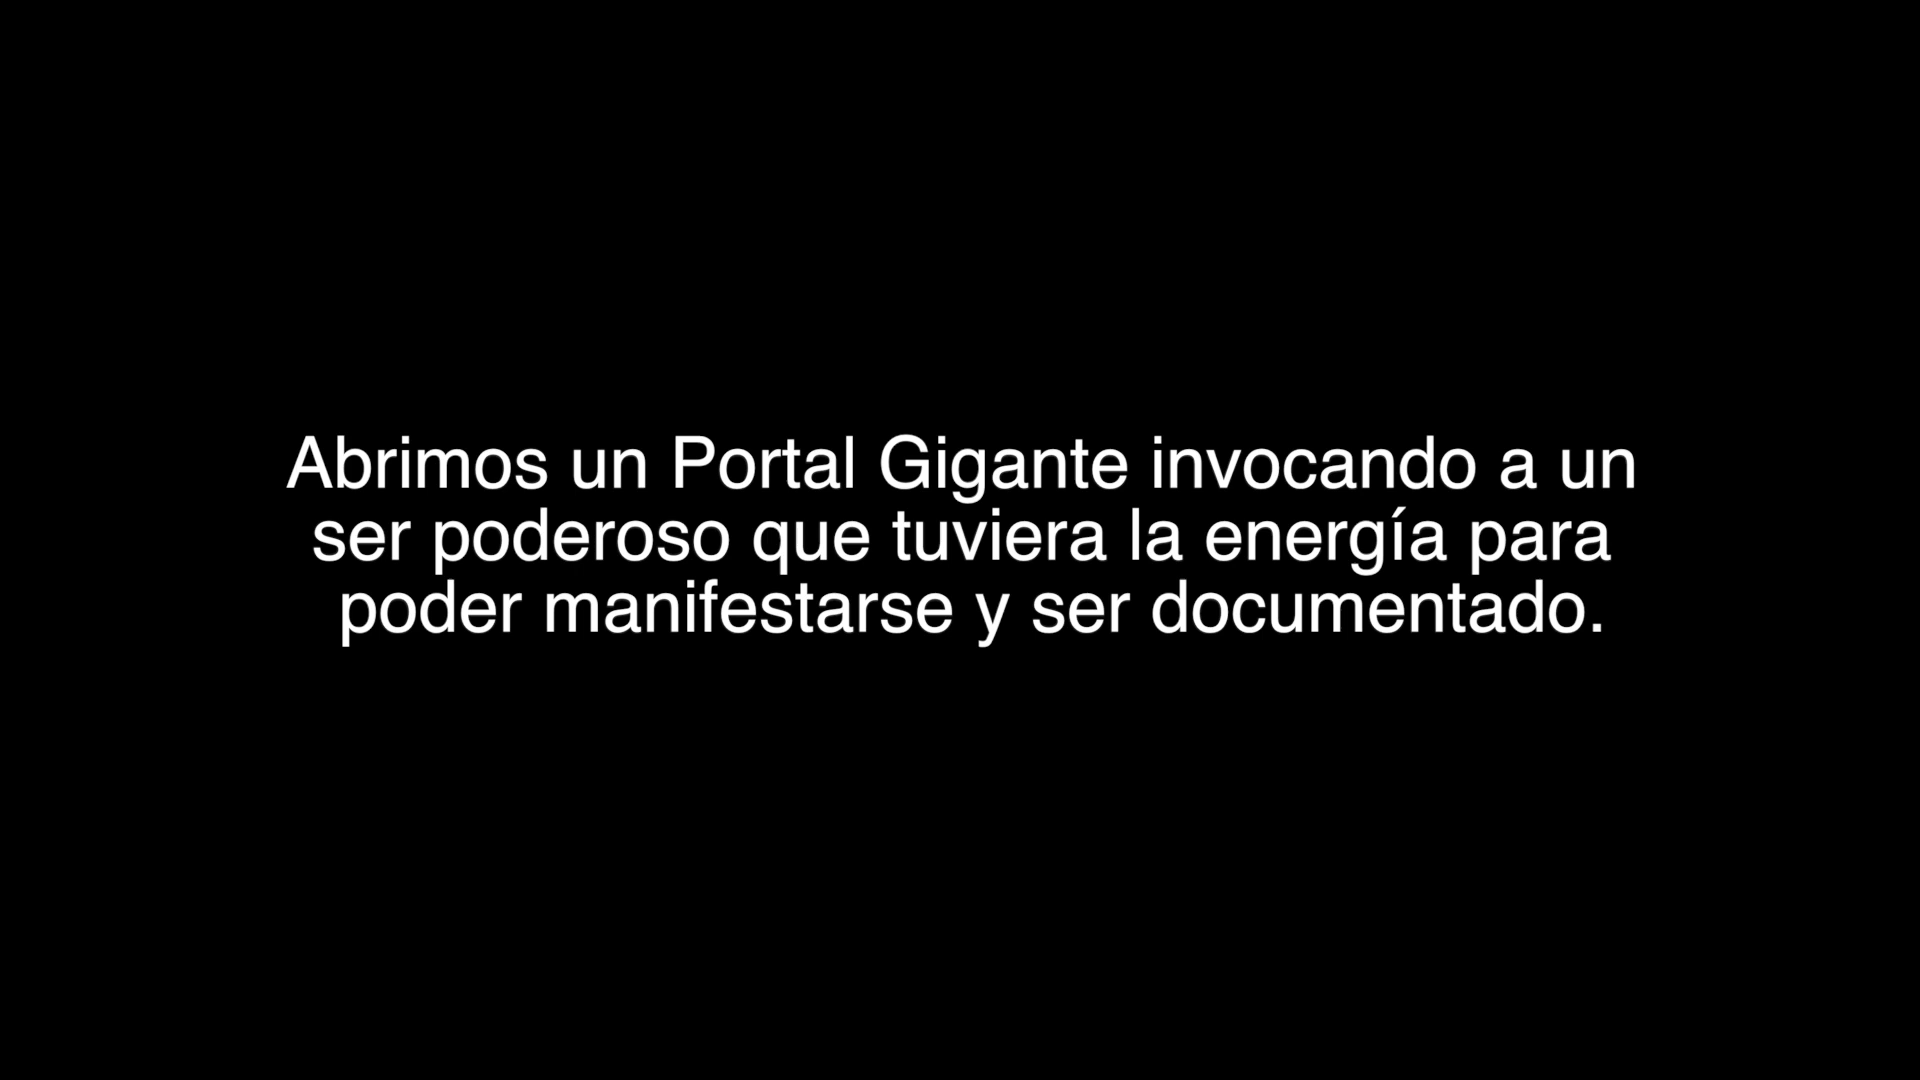 Abrimos un Portal Gigante invocando a un
ser poderoso que tuviera la energía para
poder manifestarse y ser documentado.